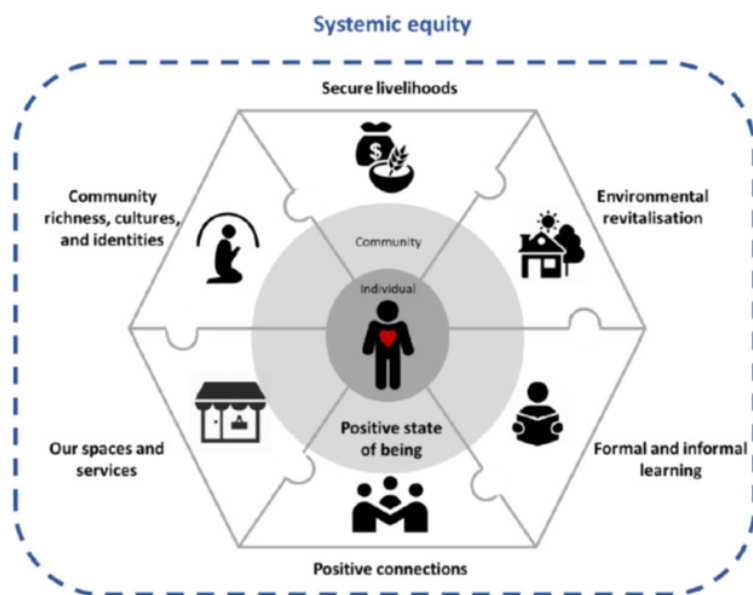 Systemic equity
Secure livelihoods
Community
richness, cultures,
and identities
Environmental
revitalisation
$
Community
Individual
Positive state
of being
Our spaces and
services
Formal and informal
learning
Positive connections